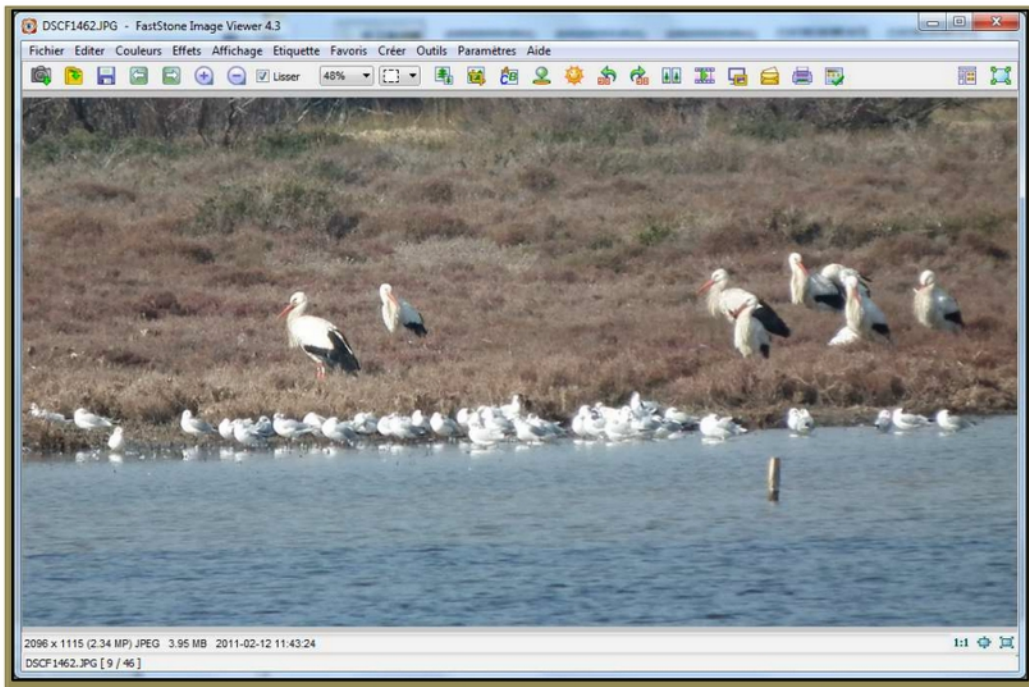 DSCF1462.JPG - FastStone Image Viewer 4.3
Fichier Editer Couleurs Effets Affichage Etiquette Favoris Créer Outils Paramètres Aide
Lisser 48%
2096 x 1115 (2.34 MP) JPEG 3.95 MB 2011-02-12 11:43:24 1:1
DSCF1462.JPG [ 9 / 46 ]